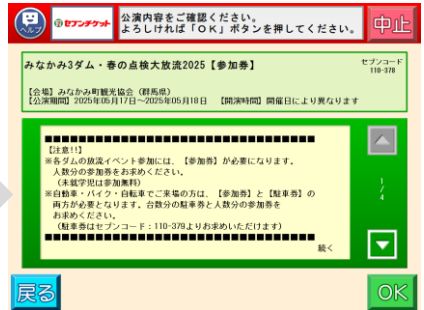 ヘルプ
セブンチケット
公演内容をご確認ください。
よろしければ「OK」ボタンを押してください。
中止
みなかみ3ダム・春の点検大放流2025【参加券】
セブンコード
110-378
【会場】みなかみ町観光協会（群馬県）
【公演期間】2025年05月17日～2025年05月18日　【開演時間】開催日により異なります
■■■■■■■■■■■■■■■■■■■■■■■■■■■■■■
【注意!!】
※各ダムの放流イベント参加には、【参加券】が必要になります。
人数分の参加券をお求めください。
（未就学児は参加無料）
※自動車・バイク・自転車でご来場の方は、【参加券】と【駐車券】の
両方が必要となります。台数分の駐車券と人数分の参加券を
お求めください。
（駐車券はセブンコード：110-379よりお求めいただけます）
■■■■■■■■■■■■■■■■■■■■■■■■■■■■■■
続く
1/4
戻る
OK